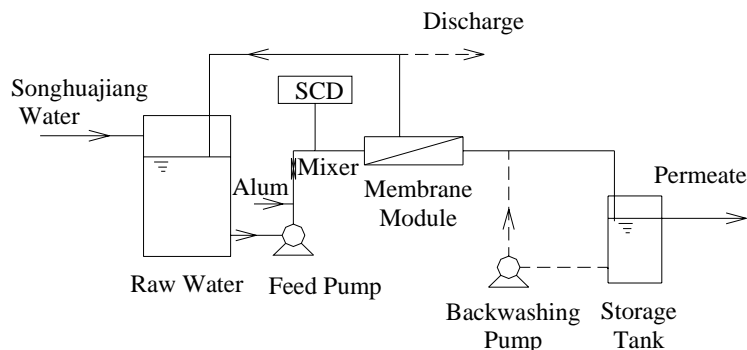 Discharge
Songhuajiang
Water
SCD
Mixer
Alum
Membrane
Module
Permeate
Raw Water
Feed Pump
Backwashing
Pump
Storage
Tank